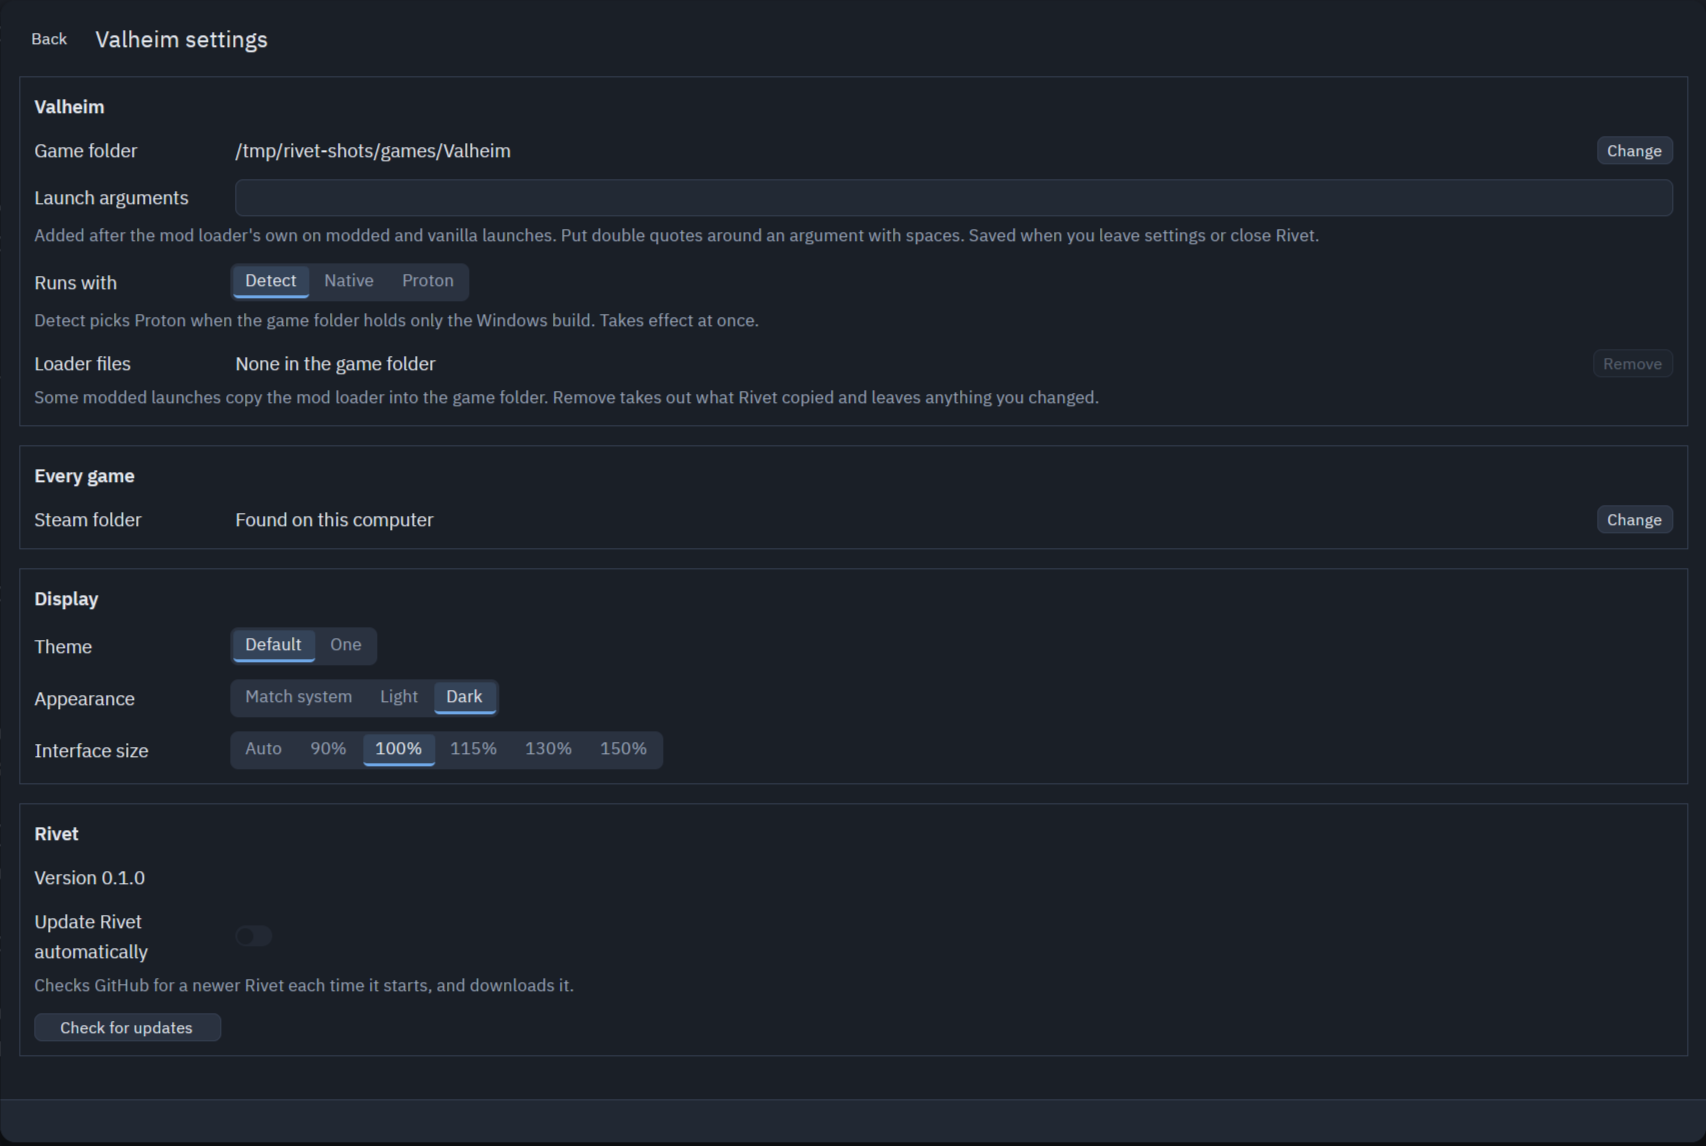 Back Valheim settings
Valheim
Game folder /tmp/rivet-shots/games/Valheim Change
Launch arguments
Added after the mod loader's own on modded and vanilla launches. Put double quotes around an argument with spaces. Saved when you leave settings or close Rivet.
Runs with Detect Native Proton
Detect picks Proton when the game folder holds only the Windows build. Takes effect at once.
Loader files None in the game folder Remove
Some modded launches copy the mod loader into the game folder. Remove takes out what Rivet copied and leaves anything you changed.
Every game
Steam folder Found on this computer Change
Display
Theme Default One
Appearance Match system Light Dark
Interface size Auto 90% 100% 115% 130% 150%
Rivet
Version 0.1.0
Update Rivet
automatically
Checks GitHub for a newer Rivet each time it starts, and downloads it.
Check for updates